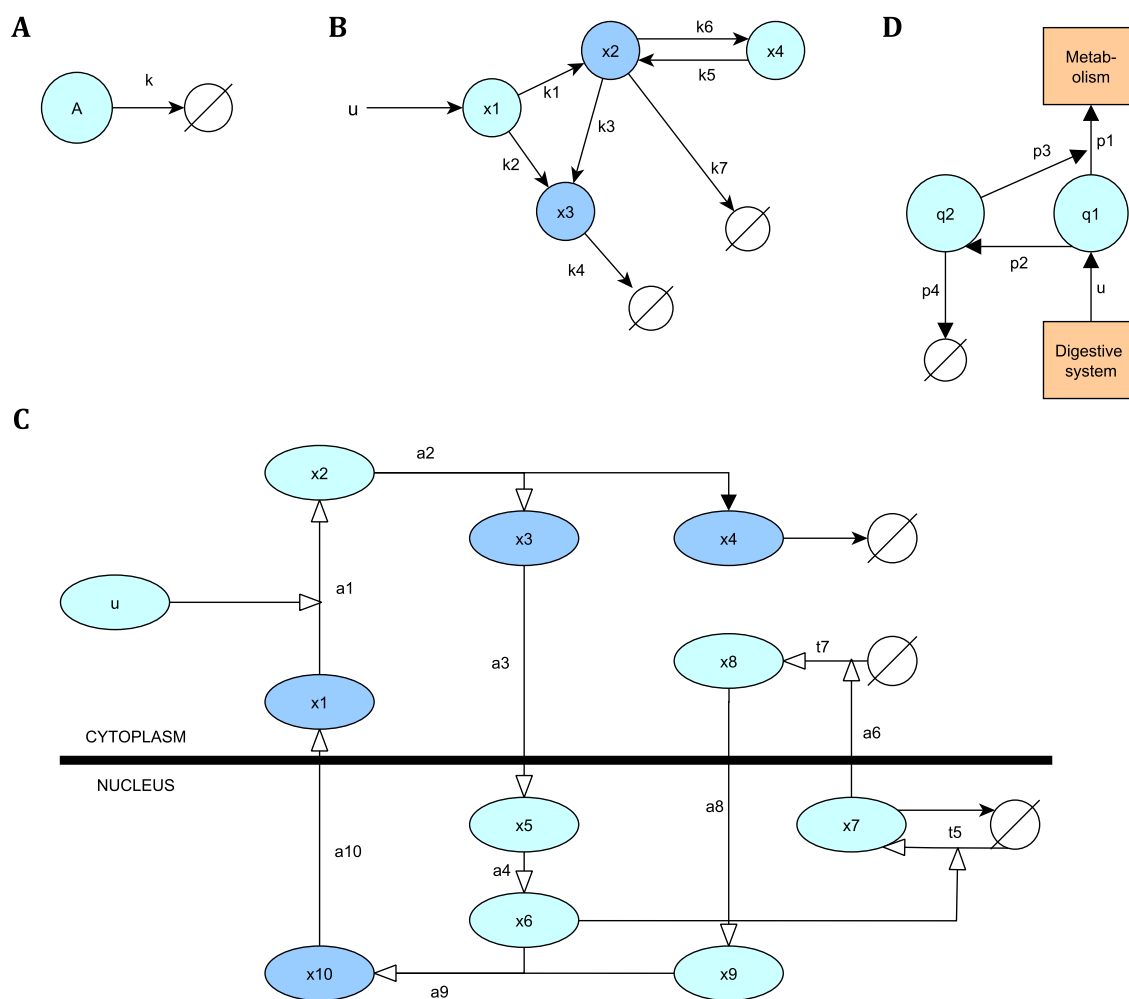 A
k
A
B
u
x1
x2
x4
x3
k1
k2
k3
k4
k5
k6
k7
D
Metab-
olism
p1
p3
q2
q1
p2
p4
u
Digestive
system
C
x2
a2
x3
x4
u
a1
a3
x8
t7
x1
a6
CYTOPLASM
NUCLEUS
x5
a8
x7
t5
a10
a4
x6
x10
a9
x9